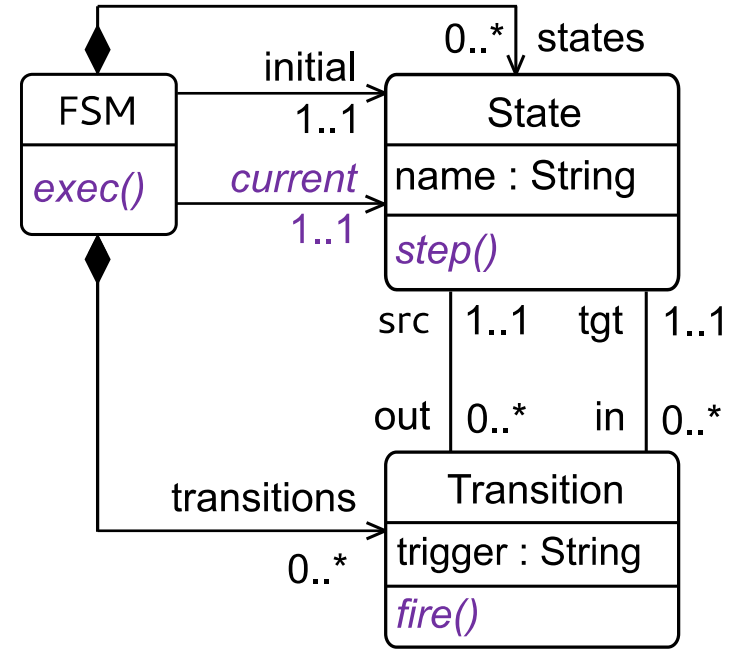 0..* states
initial
1..1
FSM
exec()
current
1..1
State
name : String
step()
src 1..1 tgt 1..1
out 0..* in 0..*
transitions
0..*
Transition
trigger : String
fire()